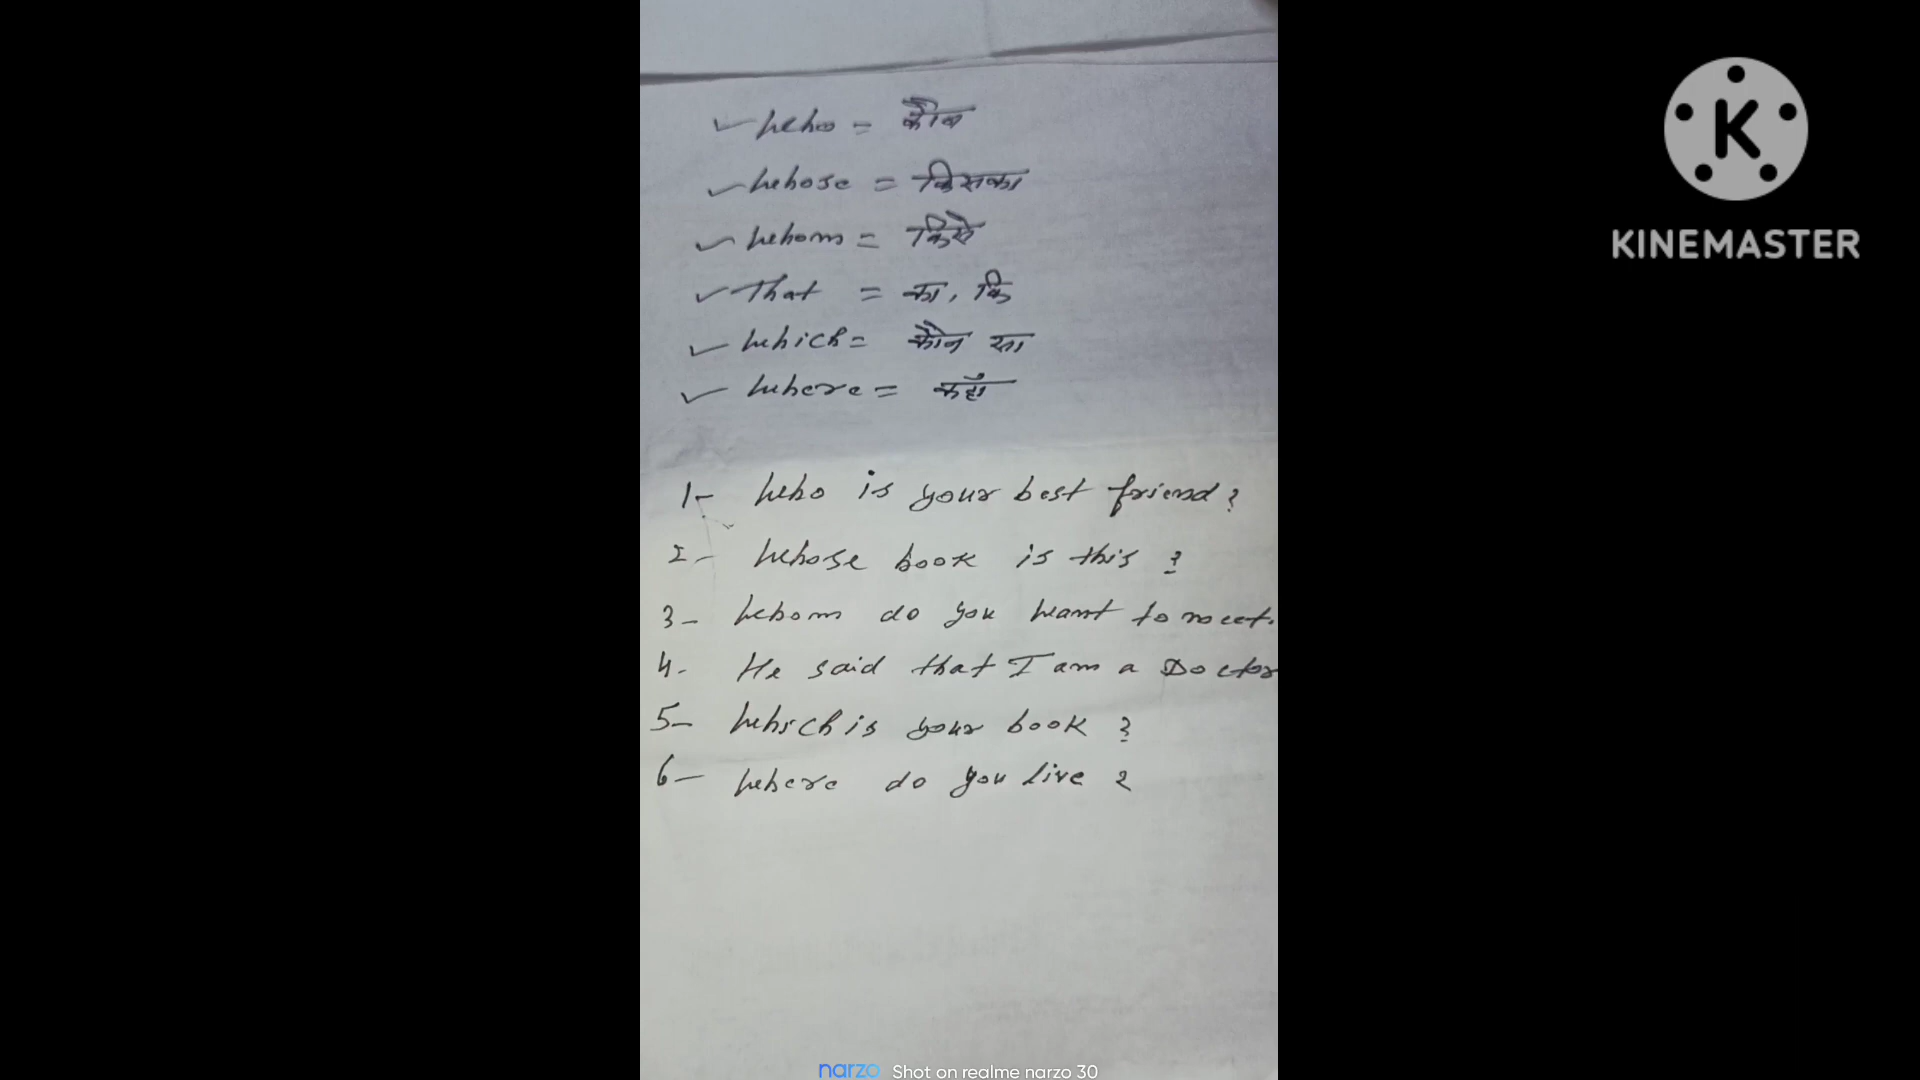 ✓ Who = कौन
✓ Whose = किसका
✓ Whom = किसे
✓ That = का, कि
✓ Which = कौन सा
✓ Where = कहाँ
1- Who is your best friend?
2- Whose book is this ?
3- Whom do you want to meet.
4- He said that I am a Doctor
5- Which is your book ?
6- Where do you live ?
KINEMASTER
narzo Shot on realme narzo 30